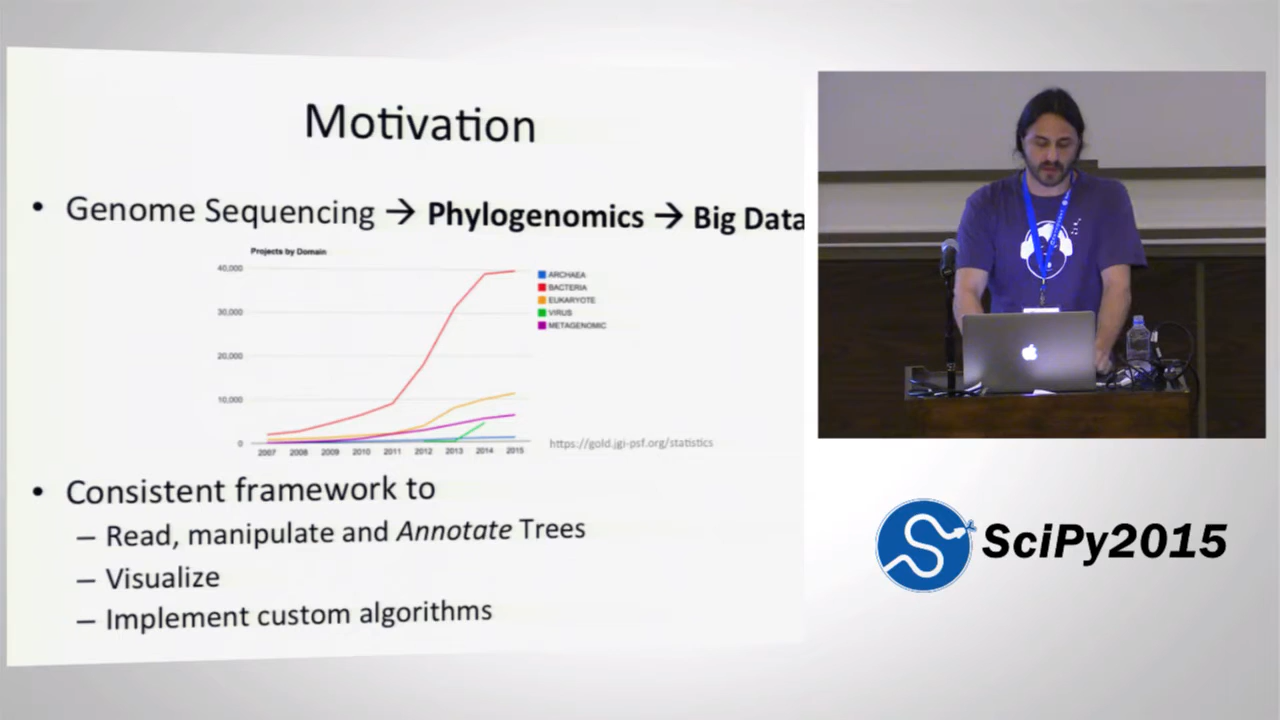 Motivation
• Genome Sequencing → Phylogenomics → Big Data
Projects by Domain
40,000
30,000
20,000
10,000
0
2007 2008 2009 2010 2011 2012 2013 2014 2015
ARCHAEA
BACTERIA
EUKARYOTE
VIRUS
METAGENOMIC
https://gold.jgi-psf.org/statistics
• Consistent framework to
– Read, manipulate and Annotate Trees
– Visualize
– Implement custom algorithms
SciPy2015